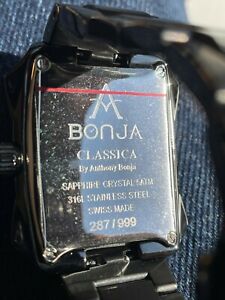 BONJA
CLASSICA
By Anthony Bonja
SAPPHIRE CRYSTAL 5ATM
316L STAINLESS STEEL
SWISS MADE
287/999